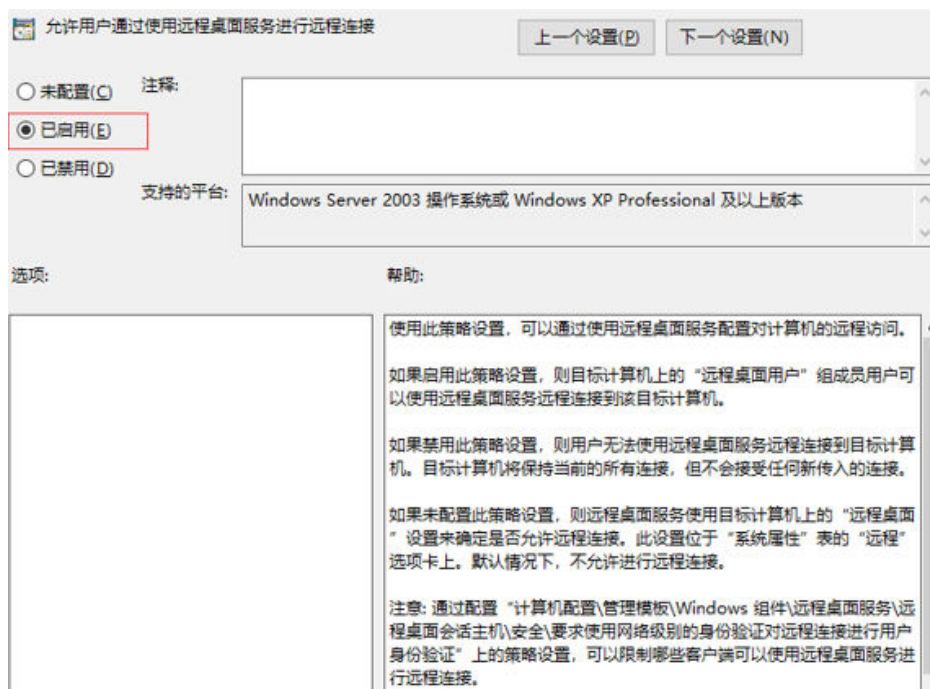 允许用户通过使用远程桌面服务进行远程连接
上一个设置(P)
下一个设置(N)
未配置(C)
注释:
已启用(E)
已禁用(D)
支持的平台:
Windows Server 2003 操作系统或 Windows XP Professional 及以上版本
选项:
帮助:
使用此策略设置，可以通过使用远程桌面服务配置对计算机的远程访问。
如果启用此策略设置，则目标计算机上的“远程桌面用户”组成员用户可
以使用远程桌面服务远程连接到该目标计算机。
如果禁用此策略设置，则用户无法使用远程桌面服务远程连接到目标计算
机。目标计算机将保持当前的所有连接，但不会接受任何新传入的连接。
如果未配置此策略设置，则远程桌面服务使用目标计算机上的“远程桌面
”设置来确定是否允许远程连接。此设置位于“系统属性”表的“远程”
选项卡上。默认情况下，不允许进行远程连接。
注意: 通过配置“计算机配置\管理模板\Windows 组件\远程桌面服务\远
程桌面会话主机\安全\要求使用网络级别的身份验证对远程连接进行用户
身份验证”上的策略设置，可以限制哪些客户端可以使用远程桌面服务进
行远程连接。